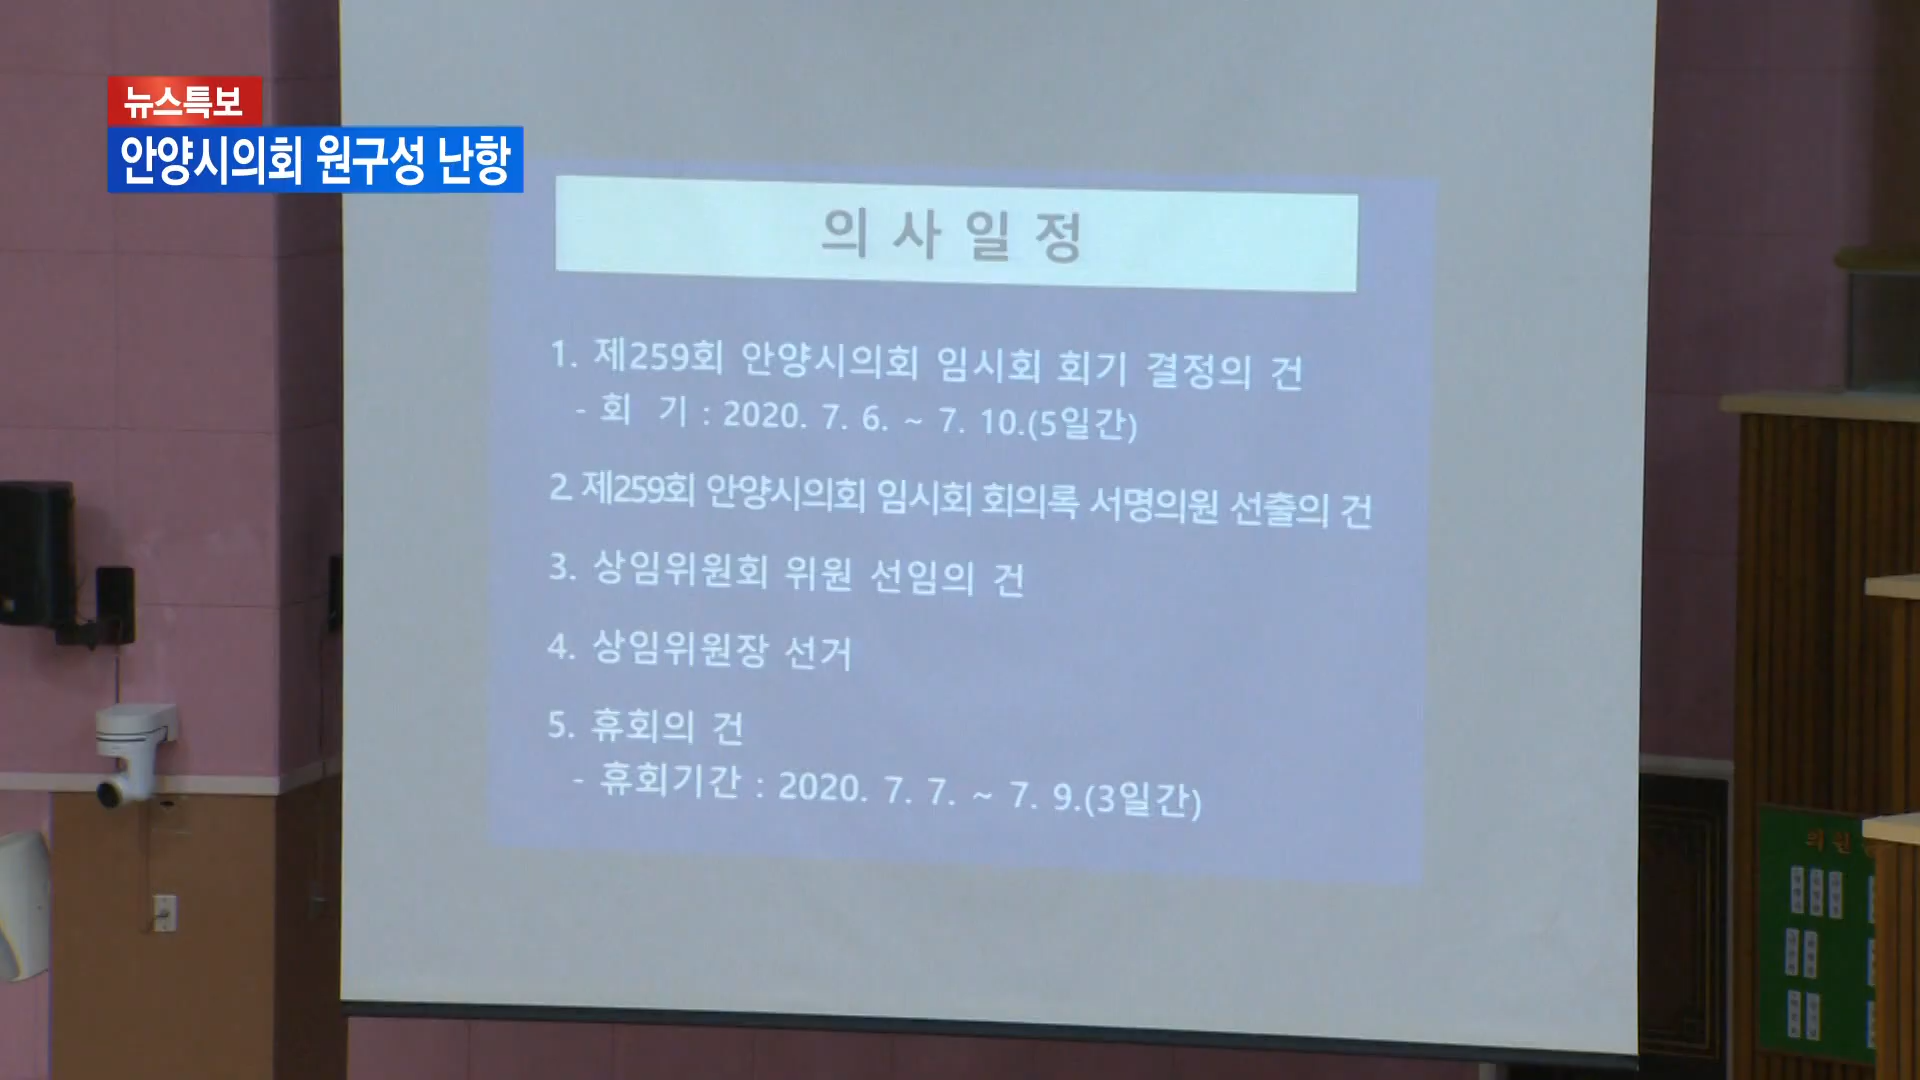 뉴스특보
안양시의회 원구성 난항
의사일정
1. 제259회 안양시의회 임시회 회기 결정의 건
- 회 기 : 2020. 7. 6. ~ 7. 10.(5일간)
2. 제259회 안양시의회 임시회 회의록 서명의원 선출의 건
3. 상임위원회 위원 선임의 건
4. 상임위원장 선거
5. 휴회의 건
- 휴회기간 : 2020. 7. 7. ~ 7. 9.(3일간)
의원